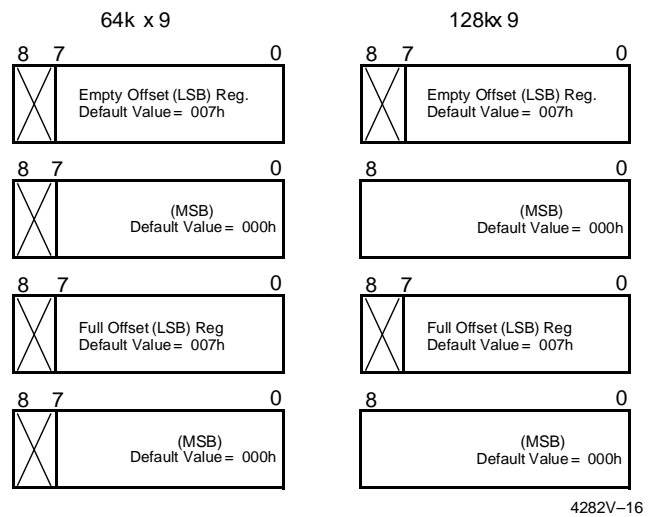 64k x 9
8 7 0
Empty Offset (LSB) Reg.
Default Value = 007h
8 7 0
(MSB)
Default Value = 000h
8 7 0
Full Offset (LSB) Reg
Default Value = 007h
8 7 0
(MSB)
Default Value = 000h
128kx 9
8 7 0
Empty Offset (LSB) Reg.
Default Value = 007h
8 0
(MSB)
Default Value = 000h
8 7 0
Full Offset (LSB) Reg
Default Value = 007h
8 0
(MSB)
Default Value = 000h
4282V–16